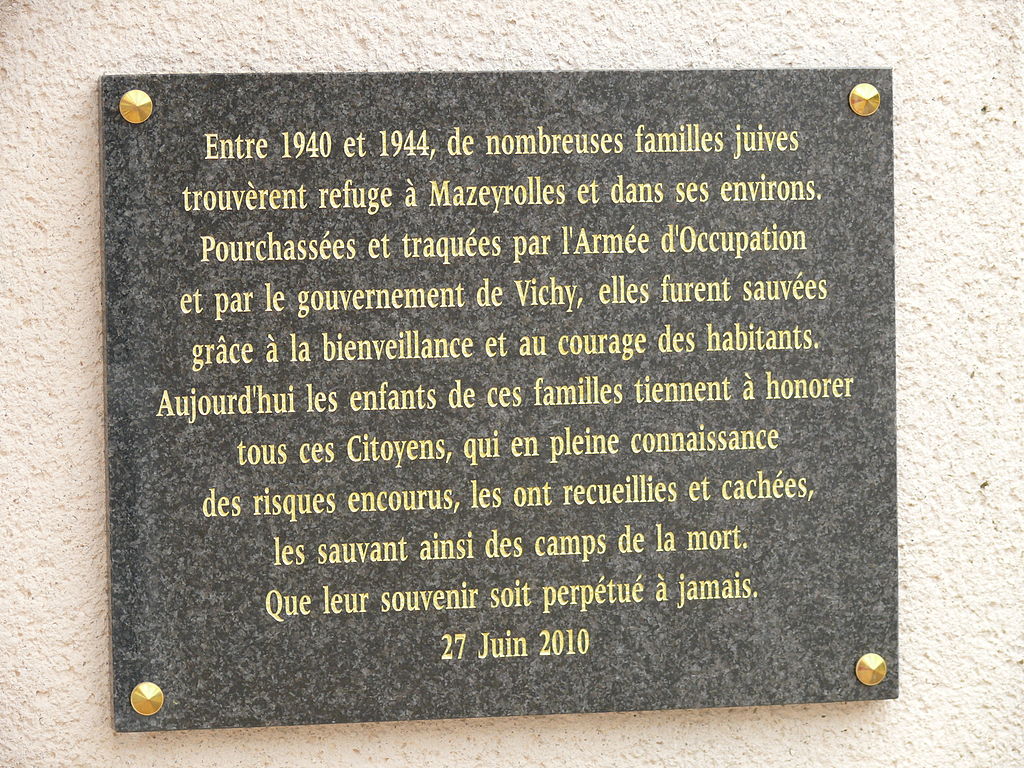 Entre 1940 et 1944, de nombreuses familles juives
trouvèrent refuge à Mazeyrolles et dans ses environs.
Pourchassées et traquées par l'Armée d'Occupation
et par le gouvernement de Vichy, elles furent sauvées
grâce à la bienveillance et au courage des habitants.
Aujourd'hui les enfants de ces familles tiennent à honorer
tous ces Citoyens, qui en pleine connaissance
des risques encourus, les ont recueillies et cachées,
les sauvant ainsi des camps de la mort.
Que leur souvenir soit perpétué à jamais.
27 Juin 2010